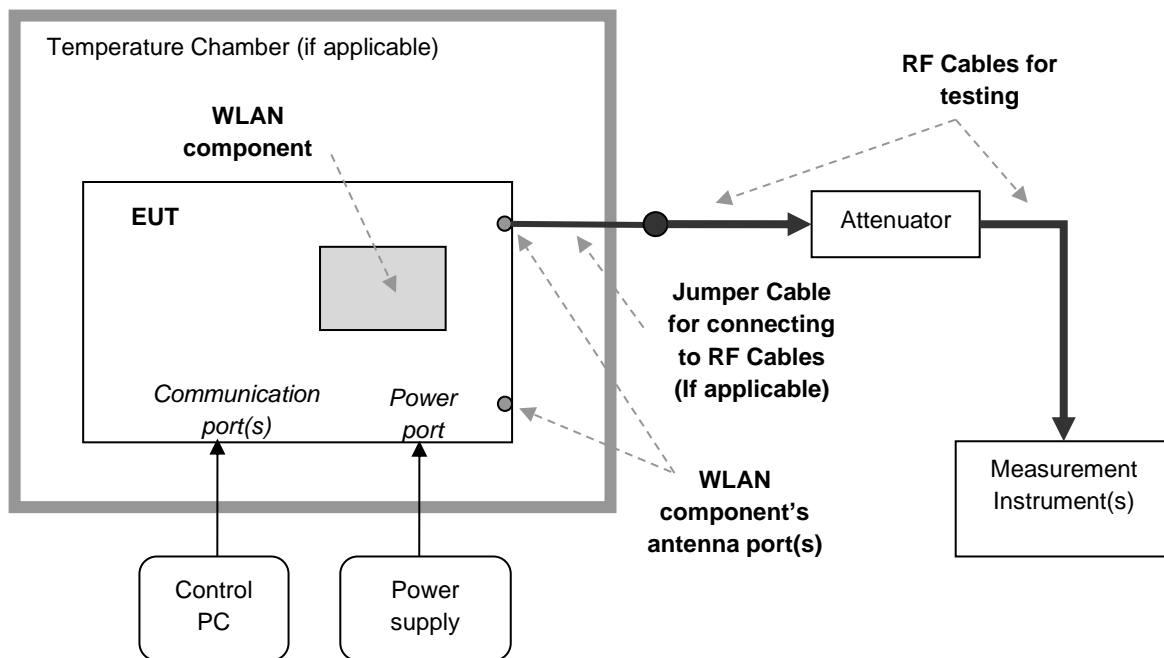 Temperature Chamber (if applicable)
RF Cables for
testing
WLAN
component
EUT
Attenuator
Jumper Cable
for connecting
to RF Cables
(If applicable)
Communication
port(s)
Power
port
WLAN
component’s
antenna port(s)
Measurement
Instrument(s)
Control
PC
Power
supply